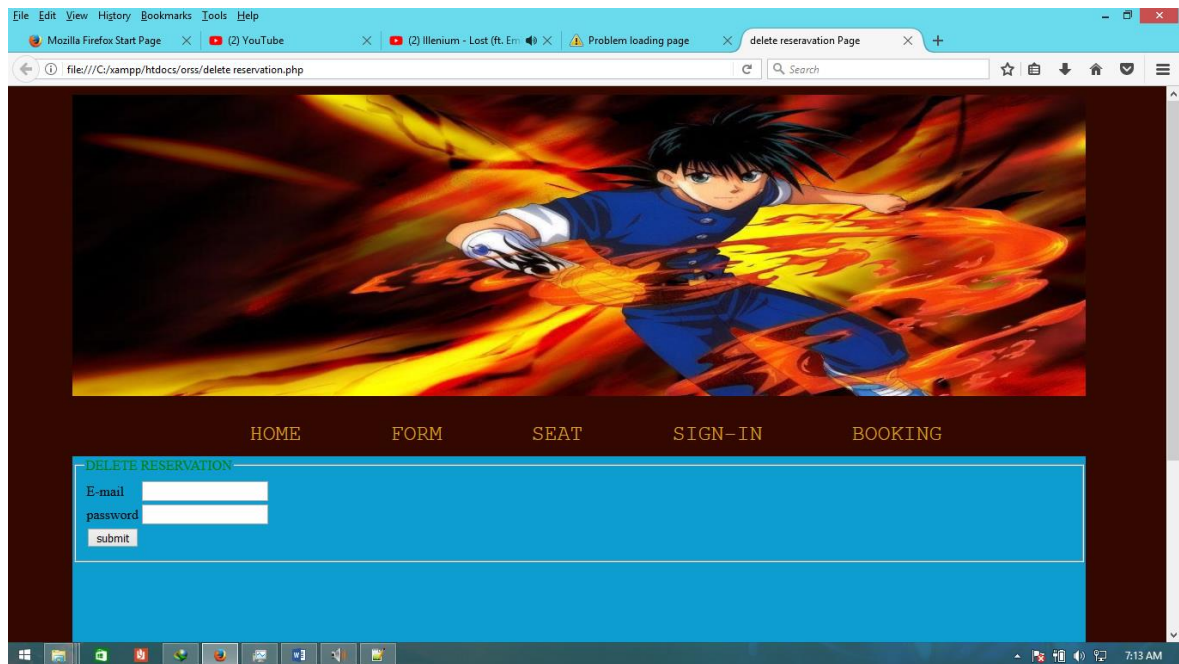 File Edit View History Bookmarks Tools Help
Mozilla Firefox Start Page (2) YouTube (2) Illenium - Lost (ft. Em Problem loading page delete reseravation Page
file:///C:/xampp/htdocs/orss/delete reservation.php Search
HOME FORM SEAT SIGN-IN BOOKING
DELETE RESERVATION
E-mail
password
submit
7:13 AM